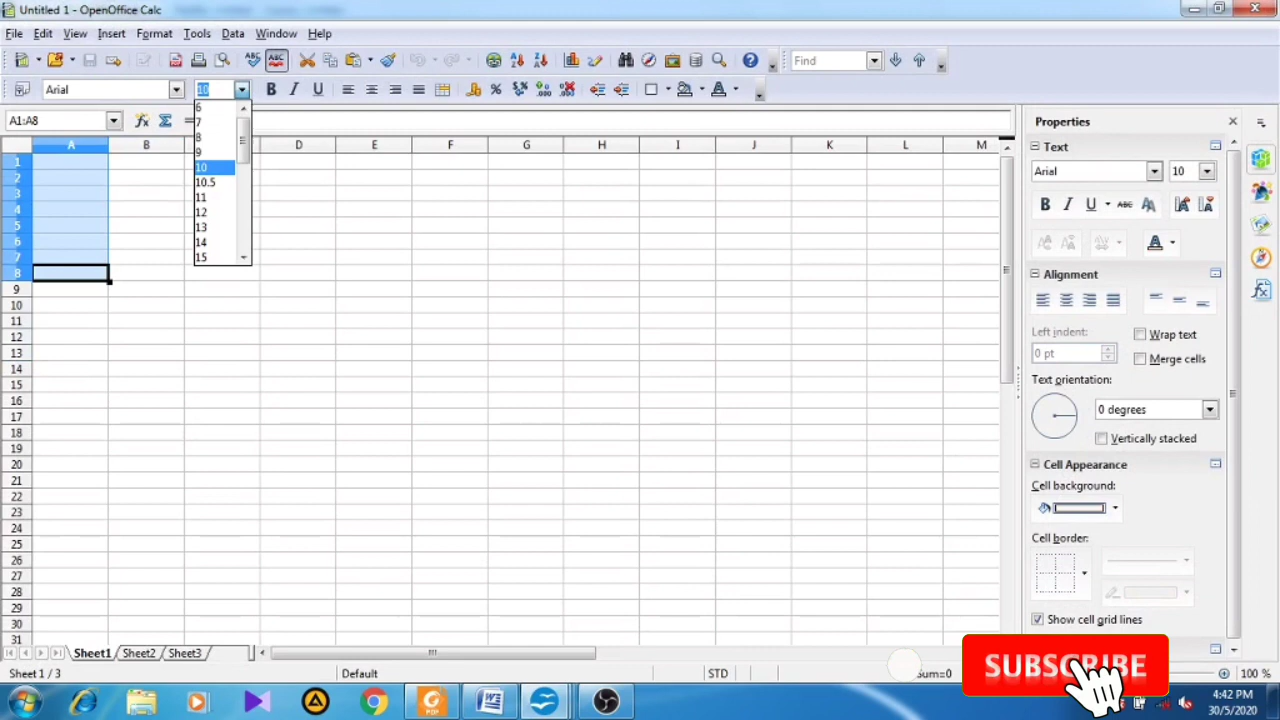 Untitled 1 - OpenOffice Calc
File Edit View Insert Format Tools Data Window Help
Find
Arial 10
A1:A8
6
7
8
9
10
10.5
11
12
13
14
15
A B D E F G H I J K L M
1
2
3
4
5
6
7
8
9
10
11
12
13
14
15
16
17
18
19
20
21
22
23
24
25
26
27
28
29
30
31
Properties
Text
Arial 10
Alignment
Left indent:
Wrap text
0 pt
Merge cells
Text orientation:
0 degrees
Vertically stacked
Cell Appearance
Cell background:
Cell border:
Show cell grid lines
Sheet1 Sheet2 Sheet3
Sheet 1 / 3 Default STD Sum=0 100 %
SUBSCRIBE
PDF
4:42 PM
30/5/2020